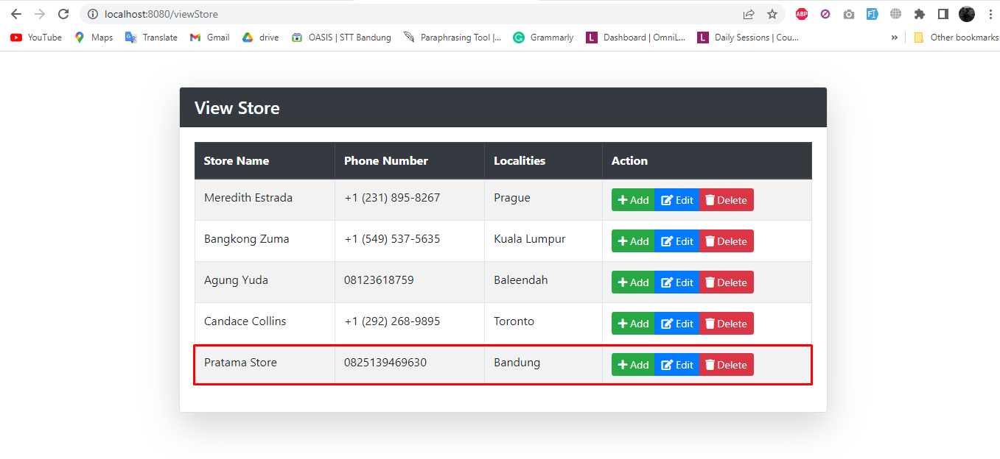 localhost:8080/viewStore
ABP
YouTube Maps Translate Gmail drive OASIS | STT Bandung Paraphrasing Tool |... Grammarly L Dashboard | OmniL... L Daily Sessions | Cou... » Other bookmarks
View Store
Store Name Phone Number Localities Action
Meredith Estrada +1 (231) 895-8267 Prague Add Edit Delete
Bangkong Zuma +1 (549) 537-5635 Kuala Lumpur Add Edit Delete
Agung Yuda 08123618759 Baleendah Add Edit Delete
Candace Collins +1 (292) 268-9895 Toronto Add Edit Delete
Pratama Store 0825139469630 Bandung Add Edit Delete